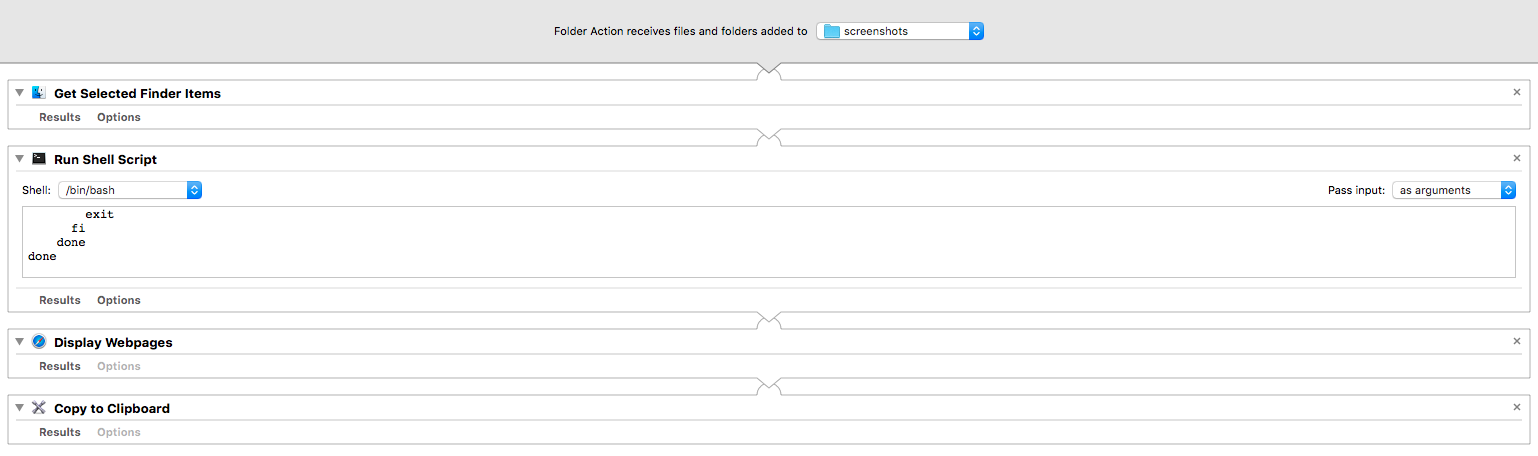 Folder Action receives files and folders added to screenshots
Get Selected Finder Items
Results Options
Run Shell Script
Shell: /bin/bash Pass input: as arguments
        exit
      fi
    done
done
Results Options
Display Webpages
Results Options
Copy to Clipboard
Results Options